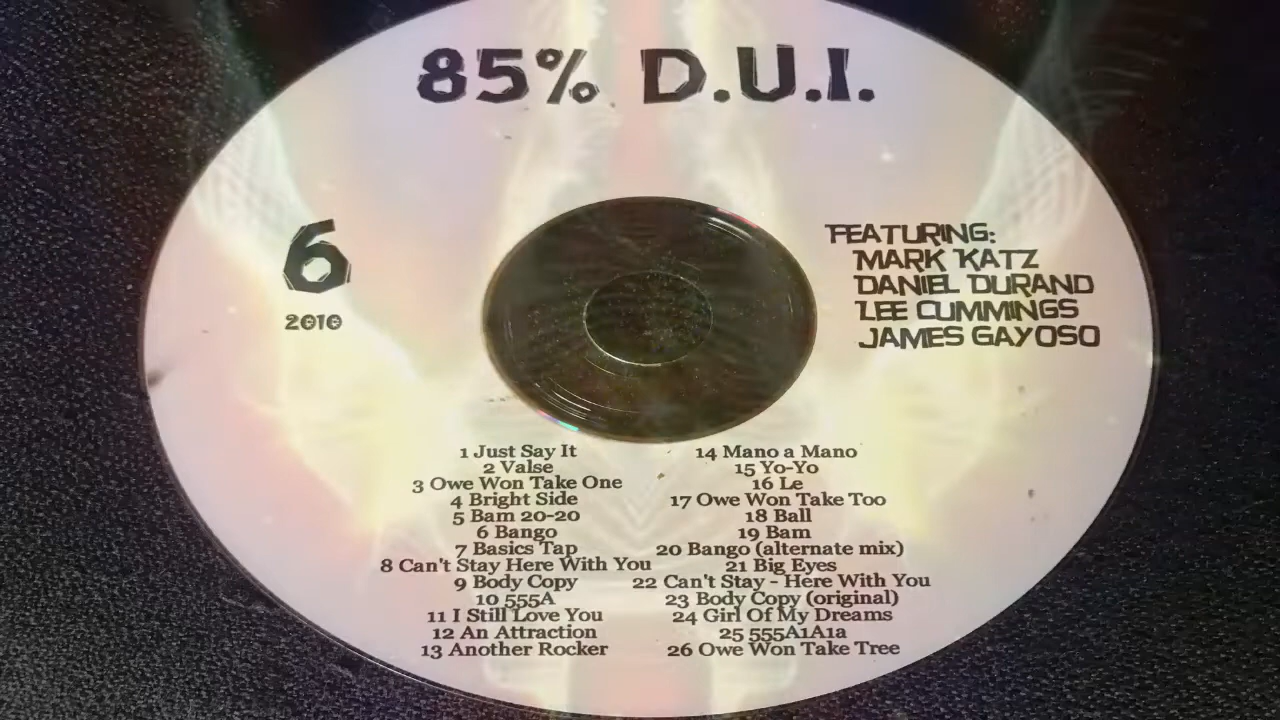 85% D.U.I.
6
2010
FEATURING:
MARK KATZ
DANIEL DURAND
LEE CUMMINGS
JAMES GAYOSO
1 Just Say It
2 Valse
3 Owe Won Take One
4 Bright Side
5 Bam 20-20
6 Bango
7 Basics Tap
8 Can't Stay Here With You
9 Body Copy
10 555A
11 I Still Love You
12 An Attraction
13 Another Rocker
14 Mano a Mano
15 Yo-Yo
16 Le
17 Owe Won Take Too
18 Ball
19 Bam
20 Bango (alternate mix)
21 Big Eyes
22 Can't Stay - Here With You
23 Body Copy (original)
24 Girl Of My Dreams
25 555A1A1a
26 Owe Won Take Tree